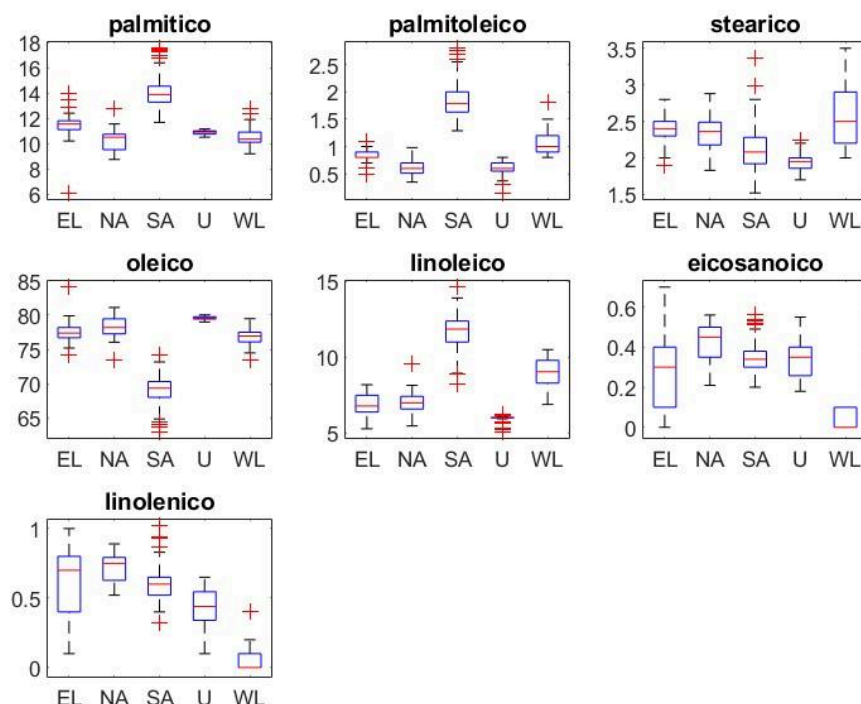 palmitico
18
16
14
12
10
8
6
EL NA SA U WL
palmitoleico
2.5
2
1.5
1
0.5
EL NA SA U WL
stearico
3.5
3
2.5
2
1.5
EL NA SA U WL
oleico
85
80
75
70
65
EL NA SA U WL
linoleico
15
10
5
EL NA SA U WL
eicosanoico
0.6
0.4
0.2
0
EL NA SA U WL
linolenico
1
0.5
0
EL NA SA U WL